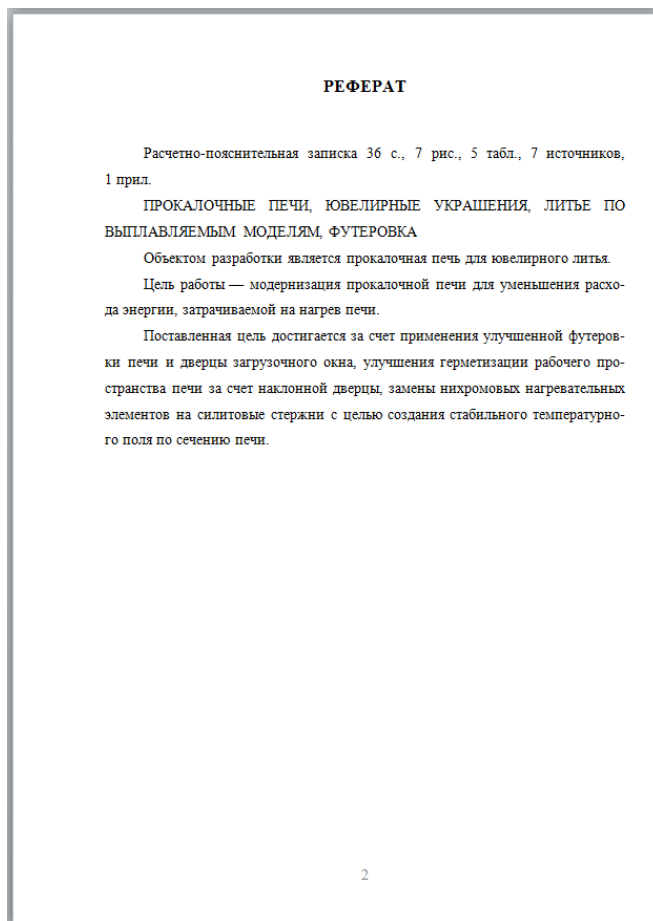 РЕФЕРАТ
Расчетно-пояснительная записка 36 с., 7 рис., 5 табл., 7 источников,
1 прил.
ПРОКАЛОЧНЫЕ ПЕЧИ, ЮВЕЛИРНЫЕ УКРАШЕНИЯ, ЛИТЬЕ ПО
ВЫПЛАВЛЯЕМЫМ МОДЕЛЯМ, ФУТЕРОВКА
Объектом разработки является прокалочная печь для ювелирного литья.
Цель работы — модернизация прокалочной печи для уменьшения расхо-
да энергии, затрачиваемой на нагрев печи.
Поставленная цель достигается за счет применения улучшенной футеров-
ки печи и дверцы загрузочного окна, улучшения герметизации рабочего про-
странства печи за счет наклонной дверцы, замены нихромовых нагревательных
элементов на силитовые стержни с целью создания стабильного температурно-
го поля по сечению печи.
2